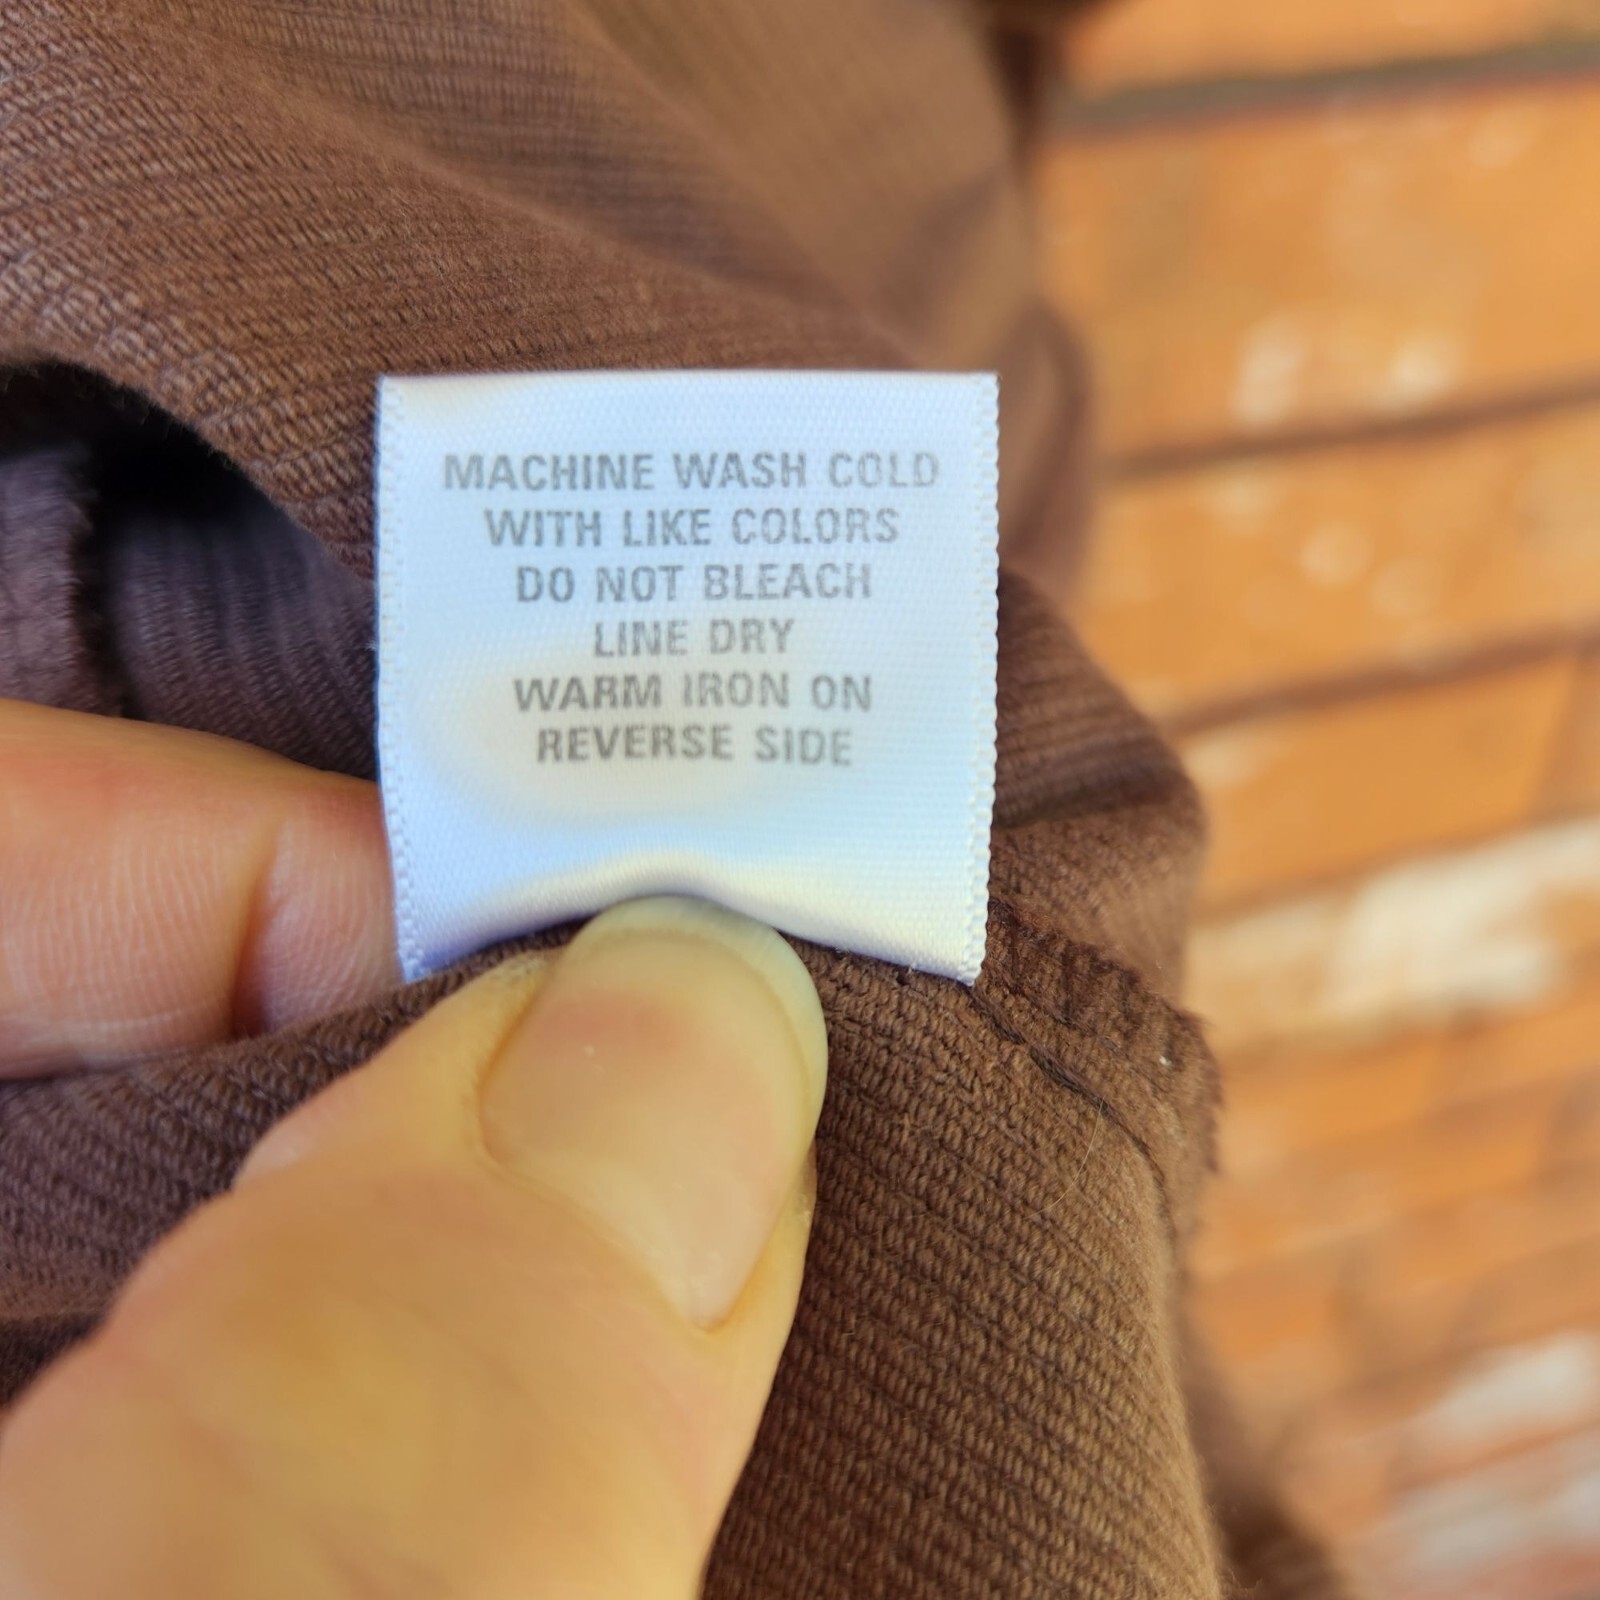 MACHINE WASH COLD
WITH LIKE COLORS
DO NOT BLEACH
LINE DRY
WARM IRON ON
REVERSE SIDE